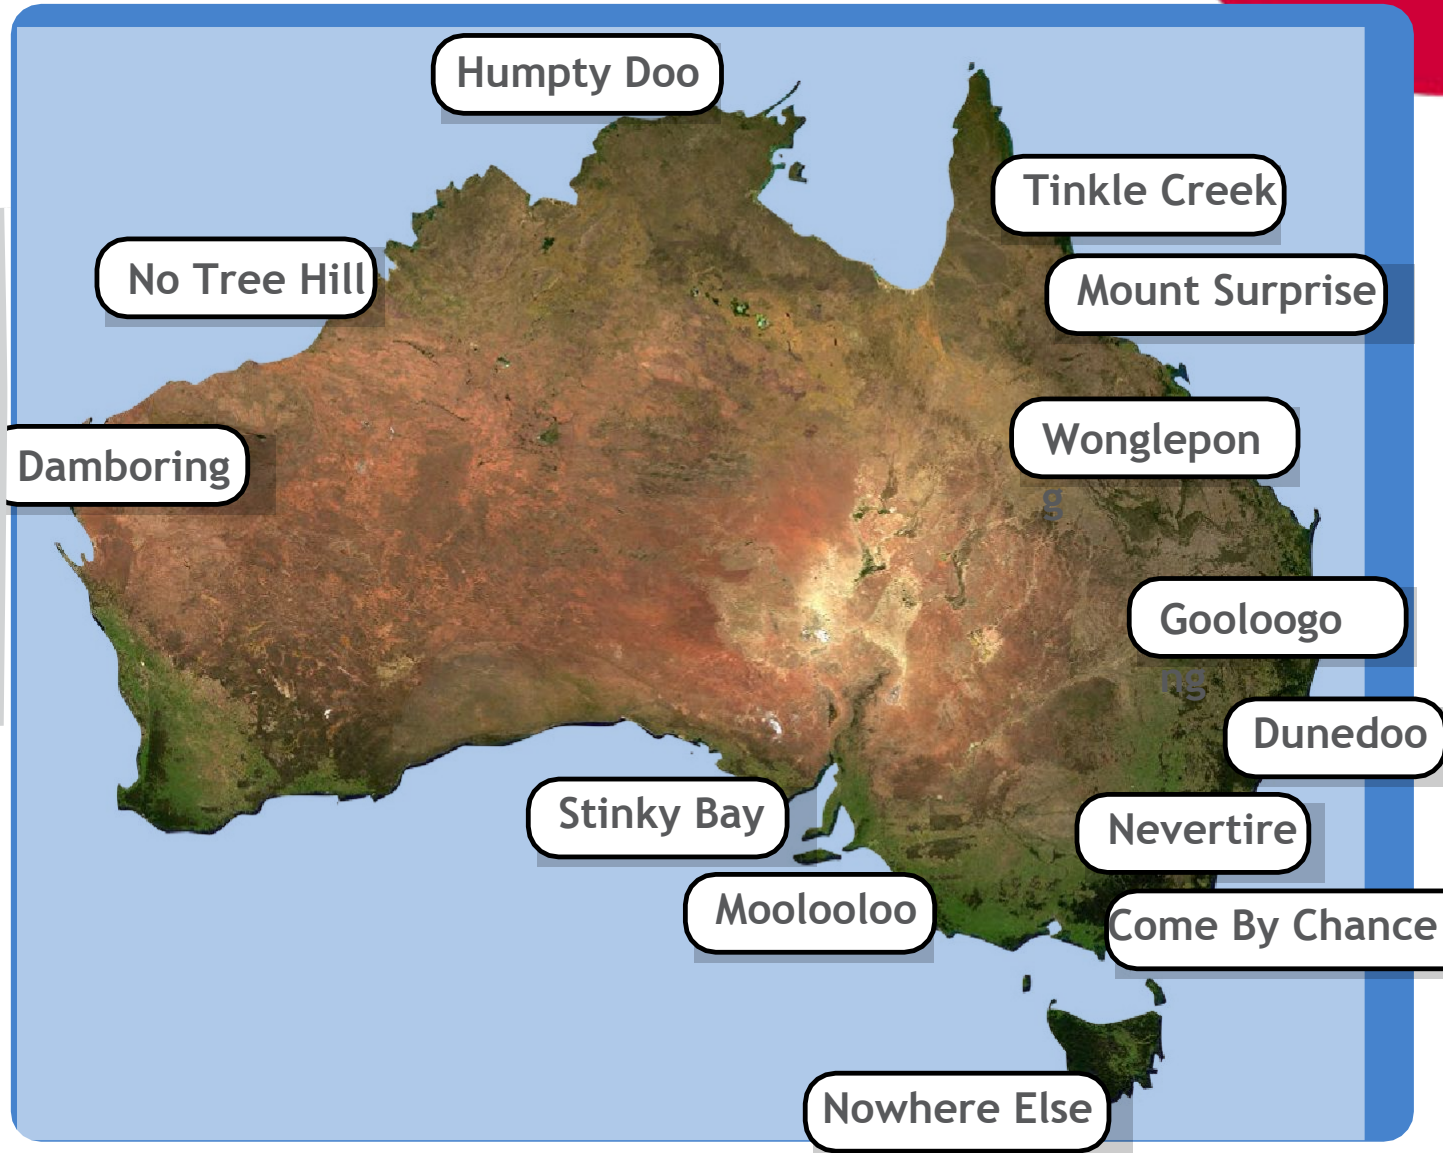 Humpty Doo
Tinkle Creek
No Tree Hill
Mount Surprise
Wonglepon
g
Damboring
Gooloogo
ng
Dunedoo
Stinky Bay
Nevertire
Moolooloo
Come By Chance
Nowhere Else